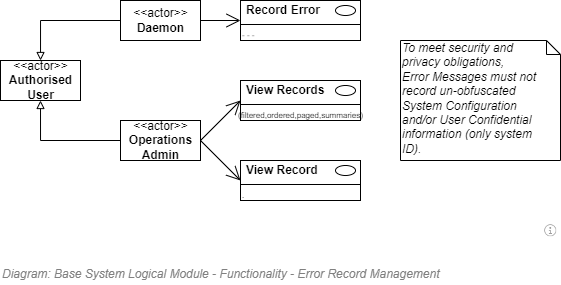 <<actor>>
Daemon
Record Error
- - -
<<actor>>
Authorised
User
View Records
(filtered,ordered,paged,summaries)
<<actor>>
Operations
Admin
View Record
To meet security and
privacy obligations,
Error Messages must not
record un-obfuscated
System Configuration
and/or User Confidential
information (only system
ID).
Diagram: Base System Logical Module - Functionality - Error Record Management